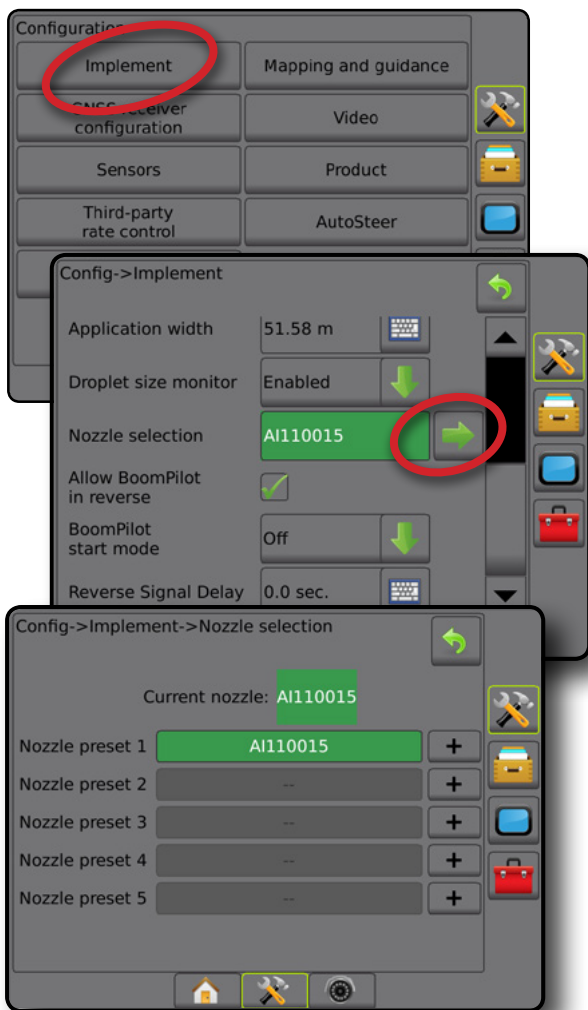 Configuration
Implement
Mapping and guidance
GNSS receiver
configuration
Video
Sensors
Product
Third-party
rate control
AutoSteer
Config->Implement
Application width
51.58 m
Droplet size monitor
Enabled
Nozzle selection
AI110015
Allow BoomPilot
in reverse
BoomPilot
start mode
Off
Reverse Signal Delay
0.0 sec.
Config->Implement->Nozzle selection
Current nozzle: AI110015
Nozzle preset 1
AI110015
+
Nozzle preset 2
--
+
Nozzle preset 3
--
+
Nozzle preset 4
--
+
Nozzle preset 5
--
+